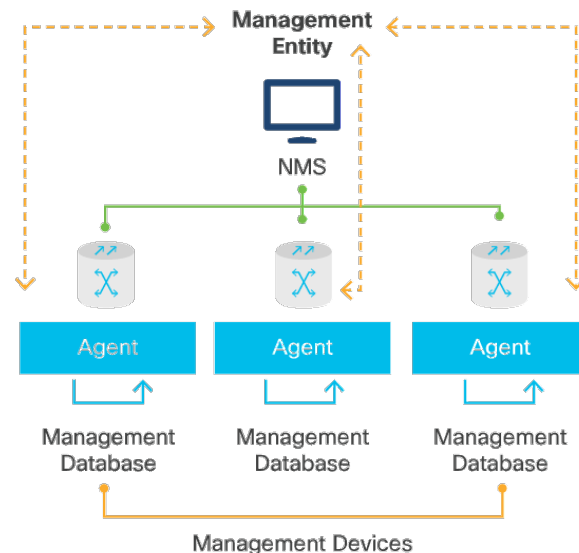 Management
Entity
NMS
Agent
Agent
Agent
Management
Database
Management
Database
Management
Database
Management Devices